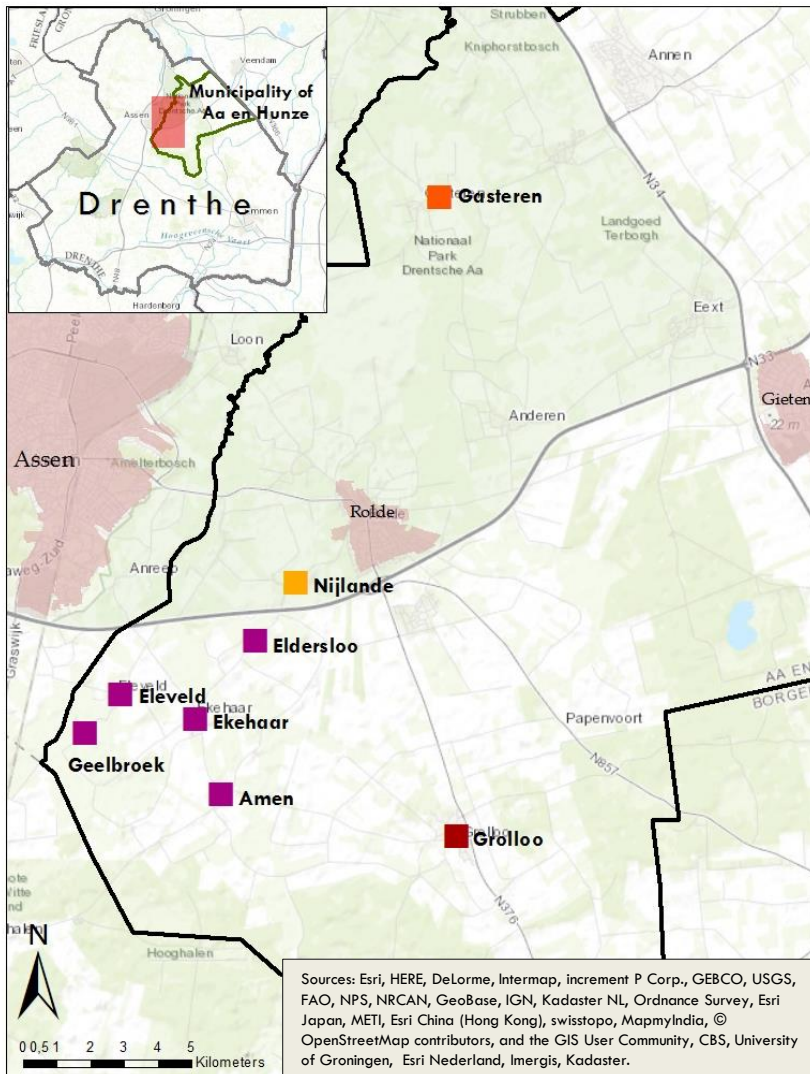 Groningen
FRIESLAND
Veendam
Municipality of
Aa en Hunze
Assen
Drenthe
Emmen
Hoogeveensche Vaart
DRENTHE
Hardenberg
Strubben
Kniphorstbosch
Annen
N34
Gasteren
Landgoed
Terborgh
Nationaal
Park
Drentsche Aa
Eext
Loon
N33
Gieten
22 m
Anderen
Assen
Amelterbosch
Rolde
Anreep
Nijlande
Graswijk
Eldersloo
AA EN
BORGER
Eleveld
Ekehaar
Papenvoort
Geelbroek
N857
Amen
Grolloo
N376
Hooghalen
N
0 0,5 1 2 3 4 5
Kilometers
Sources: Esri, HERE, DeLorme, Intermap, increment P Corp., GEBCO, USGS,
FAO, NPS, NRCAN, GeoBase, IGN, Kadaster NL, Ordnance Survey, Esri
Japan, METI, Esri China (Hong Kong), swisstopo, MapmyIndia, ©
OpenStreetMap contributors, and the GIS User Community, CBS, University
of Groningen, Esri Nederland, Imergis, Kadaster.